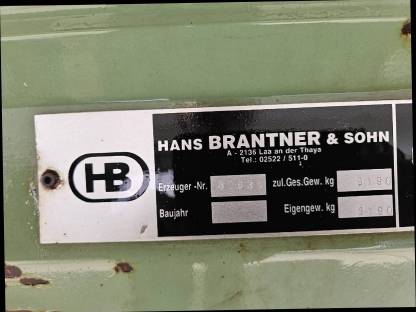 HB
HANS BRANTNER & SOHN
A - 2136 Laa an der Thaya
Tel.: 02522 / 511-0
Erzeuger -Nr. zul.Ges.Gew. kg
Baujahr Eigengew. kg